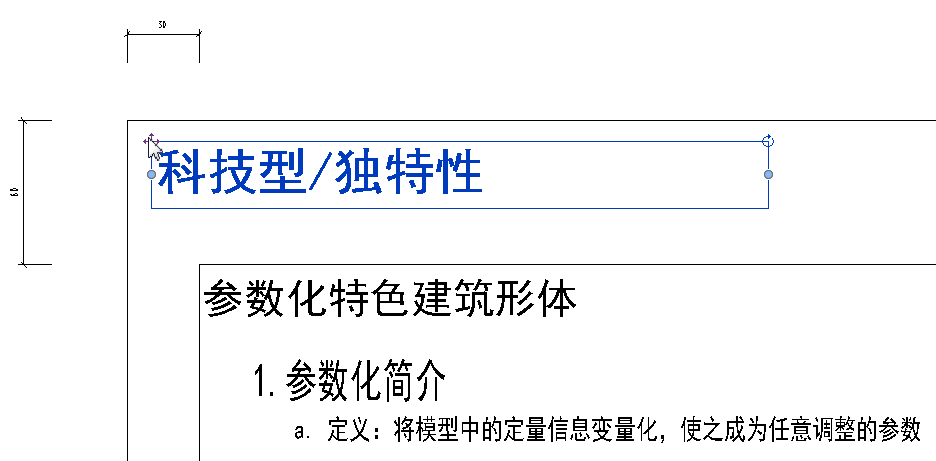 30
60
科技型/独特性
参数化特色建筑形体
1. 参数化简介
a. 定义：将模型中的定量信息变量化，使之成为任意调整的参数